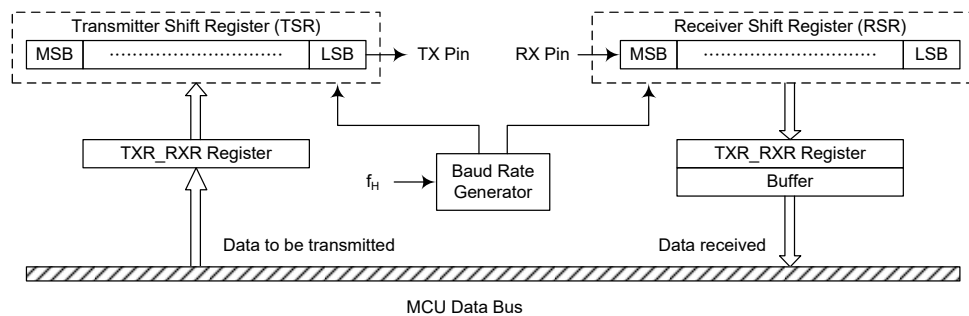 Transmitter Shift Register (TSR)
MSB
LSB
TX Pin
RX Pin
Receiver Shift Register (RSR)
MSB
LSB
TXR_RXR Register
fH
Baud Rate
Generator
TXR_RXR Register
Buffer
Data to be transmitted
Data received
MCU Data Bus